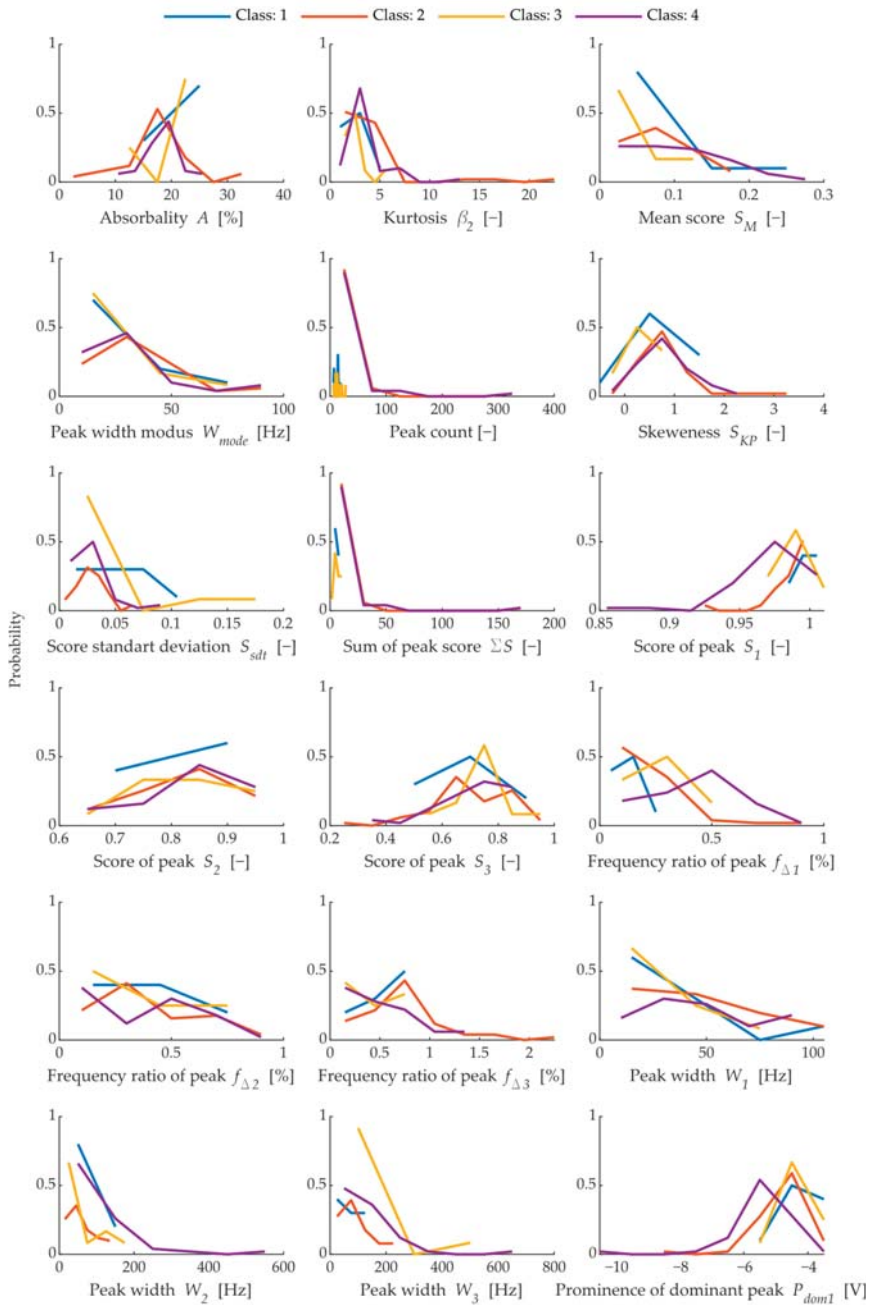 Class: 1 Class: 2 Class: 3 Class: 4
1 1 1
0.5 0.5 0.5
0 0 0
0 10 20 30 40 0 5 10 15 20 0 0.1 0.2 0.3
Absorbality A [%] Kurtosis β2 [–] Mean score SM [–]
1 1 1
0.5 0.5 0.5
0 0 0
0 50 100 0 100 200 300 400 0 1 2 3 4
Peak width modus Wmode [Hz] Peak count [–] Skeweness SKP [–]
1 1 1
0.5 0.5 0.5
0 0 0
0 0.05 0.1 0.15 0.2 0 50 100 150 200 0.85 0.9 0.95 1
Score standart deviation Ssdt [–] Sum of peak score ΣS [–] Score of peak S1 [–]
Probability
1 1 1
0.5 0.5 0.5
0 0 0
0.6 0.7 0.8 0.9 1 0.2 0.4 0.6 0.8 1 0 0.5 1
Score of peak S2 [–] Score of peak S3 [–] Frequency ratio of peak fΔ1 [%]
1 1 1
0.5 0.5 0.5
0 0 0
0 0.5 1 0 0.5 1 1.5 2 0 50 100
Frequency ratio of peak fΔ2 [%] Frequency ratio of peak fΔ3 [%] Peak width W1 [Hz]
1 1 1
0.5 0.5 0.5
0 0 0
0 200 400 600 0 200 400 600 800 −10 −8 −6 −4
Peak width W2 [Hz] Peak width W3 [Hz] Prominence of dominant peak Pdom1 [V]